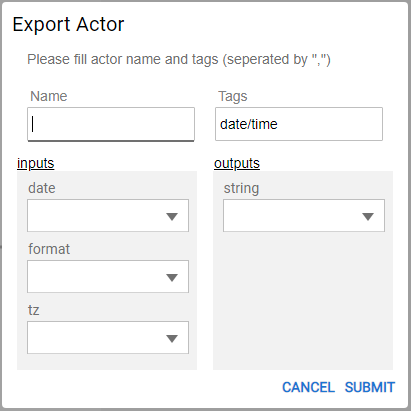 Export Actor
Please fill actor name and tags (seperated by ",")
Name Tags
date/time
inputs outputs
date string
format
tz
CANCEL SUBMIT